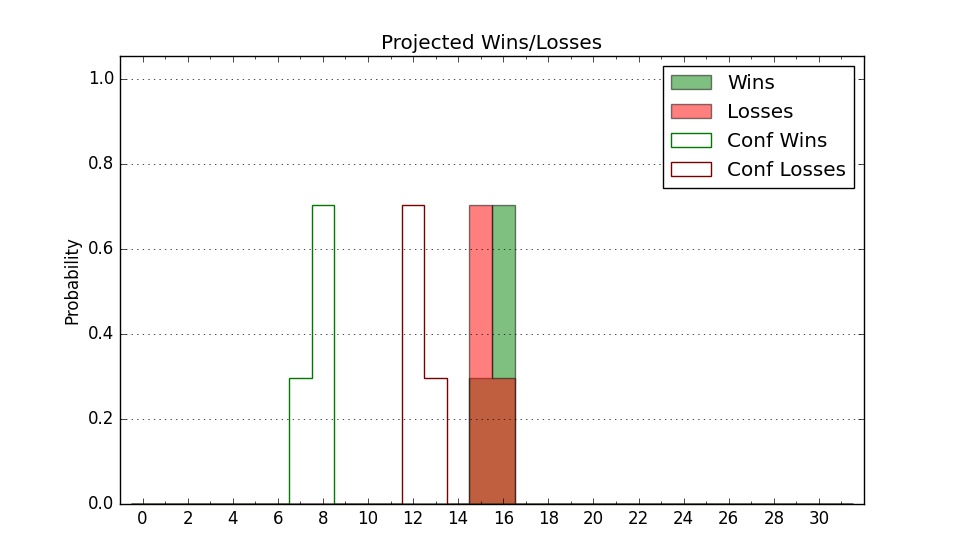 Projected Wins/Losses
Probability
1.0
0.8
0.6
0.4
0.2
0.0
Wins
Losses
Conf Wins
Conf Losses
0 2 4 6 8 10 12 14 16 18 20 22 24 26 28 30